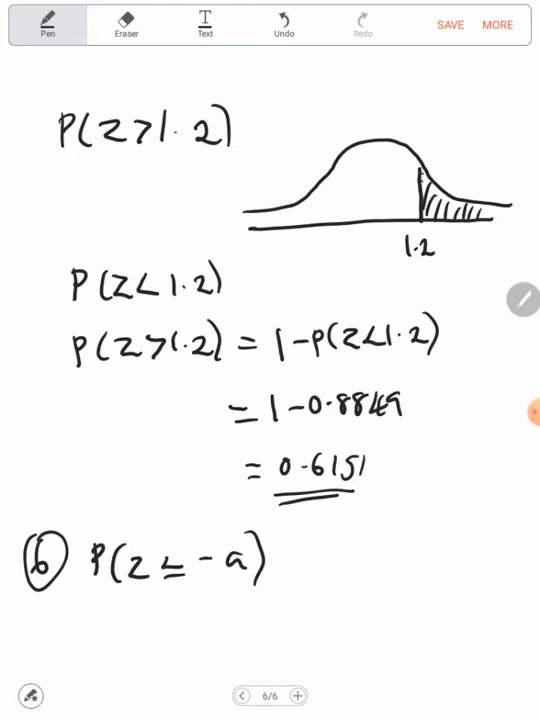 Pen Eraser Text Undo Redo SAVE MORE
P(Z>1.2)
1.2
P(Z<1.2)
P(Z>1.2) = 1-P(Z<1.2)
= 1-0.8849
= 0.6151
6 P(Z ≤ -a)
6/6